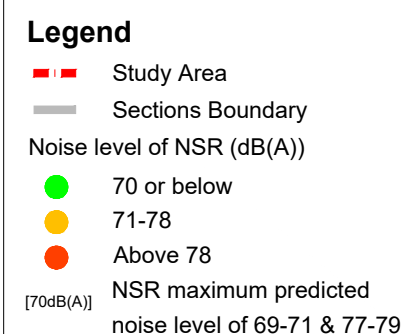 Legend
Study Area
Sections Boundary
Noise level of NSR (dB(A))
70 or below
71-78
Above 78
[70dB(A)] NSR maximum predicted
noise level of 69-71 & 77-79